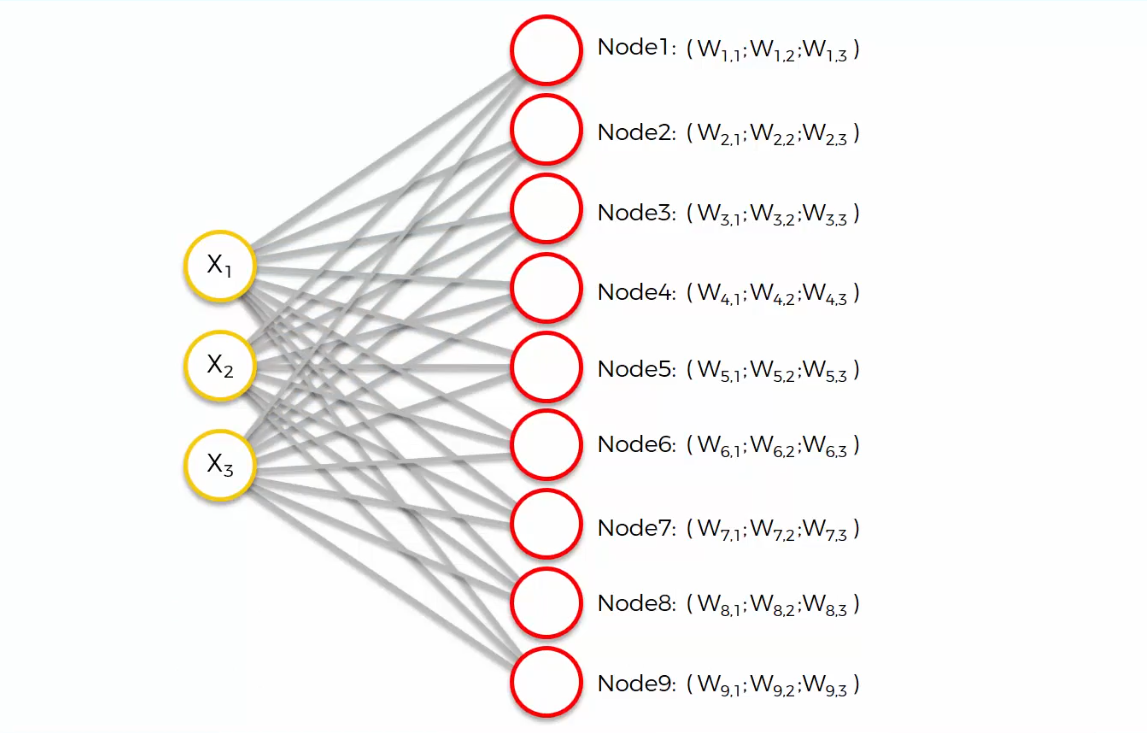 Node1: (W1,1;W1,2;W1,3 )
Node2: (W2,1;W2,2;W2,3 )
Node3: (W3,1;W3,2;W3,3 )
X1
Node4: (W4,1;W4,2;W4,3 )
X2
Node5: (W5,1;W5,2;W5,3 )
Node6: (W6,1;W6,2;W6,3 )
X3
Node7: (W7,1;W7,2;W7,3 )
Node8: (W8,1;W8,2;W8,3 )
Node9: (W9,1;W9,2;W9,3 )